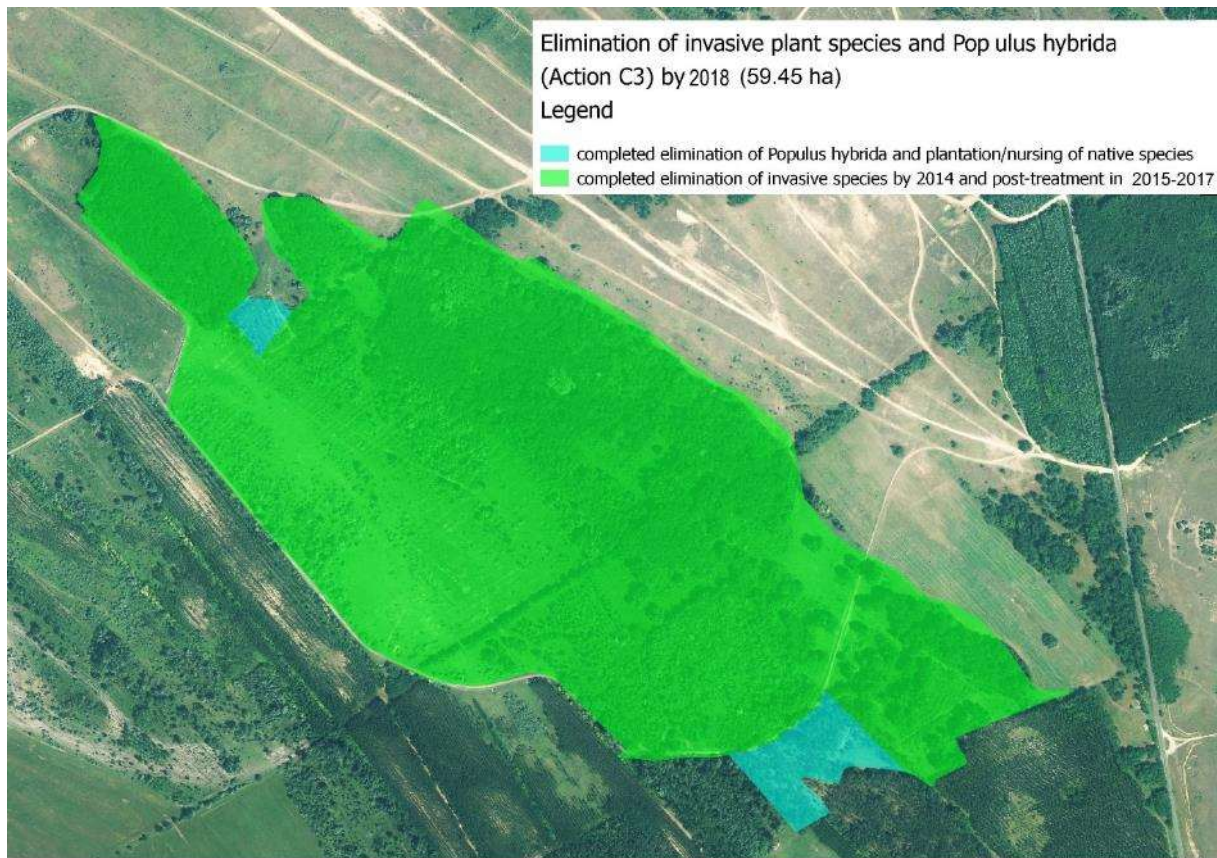 Elimination of invasive plant species and Pop ulus hybrida
(Action C3) by 2018 (59.45 ha)
Legend
completed elimination of Populus hybrida and plantation/nursing of native species
completed elimination of invasive species by 2014 and post-treatment in 2015-2017